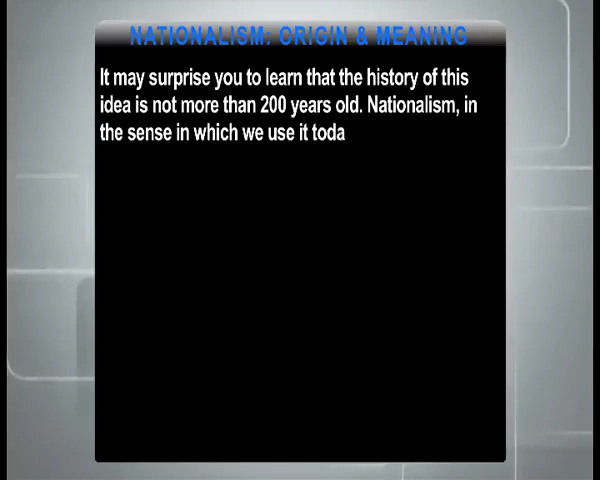 NATIONALISM: ORIGIN & MEANING
It may surprise you to learn that the history of this
idea is not more than 200 years old. Nationalism, in
the sense in which we use it toda